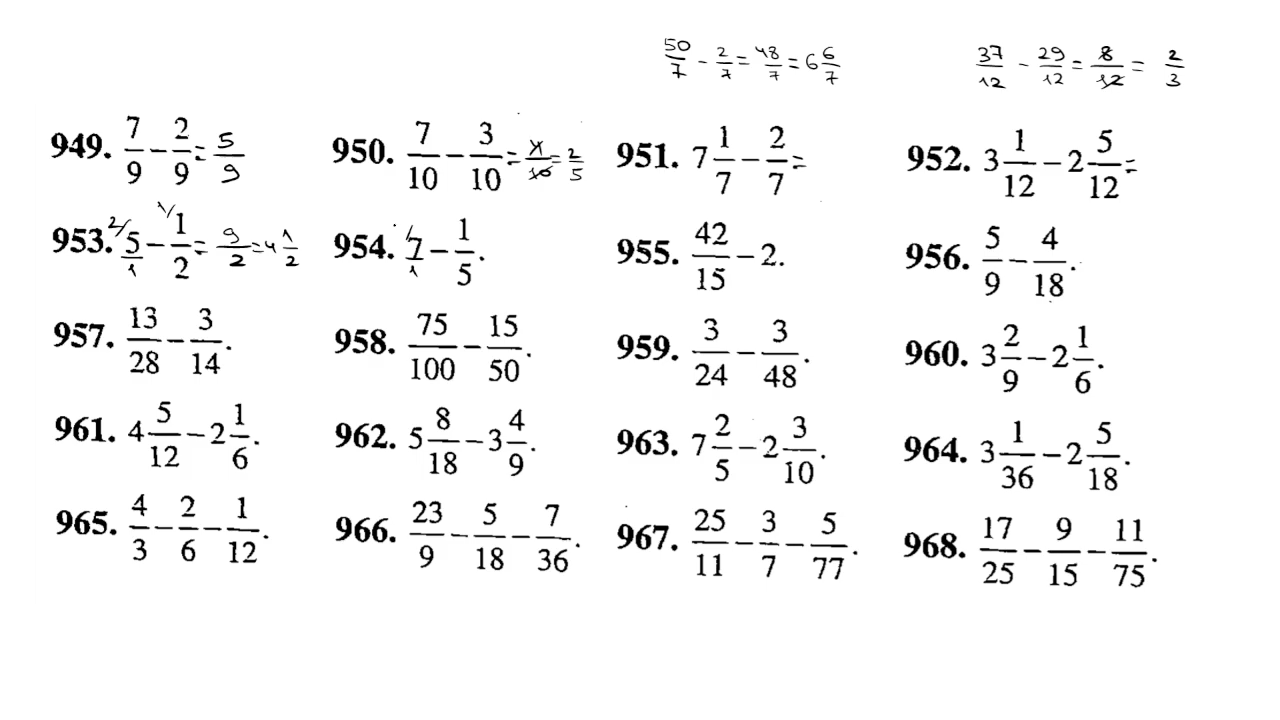 50/7 - 2/7 = 48/7 = 6 6/7    37/12 - 29/12 = 8/12 = 2/3
949. 7/9 - 2/9 = 5/9    950. 7/10 - 3/10 = 4/10 = 2/5    951. 7 1/7 - 2/7 =    952. 3 1/12 - 2 5/12 =
953. 2/ 5/1 - 1/ 1/2 = 9/2 = 4 1/2    954. 7/1 - 1/5.    955. 42/15 - 2.    956. 5/9 - 4/18.
957. 13/28 - 3/14.    958. 75/100 - 15/50.    959. 3/24 - 3/48.    960. 3 2/9 - 2 1/6.
961. 4 5/12 - 2 1/6.    962. 5 8/18 - 3 4/9.    963. 7 2/5 - 2 3/10.    964. 3 1/36 - 2 5/18.
965. 4/3 - 2/6 - 1/12.    966. 23/9 - 5/18 - 7/36.    967. 25/11 - 3/7 - 5/77.    968. 17/25 - 9/15 - 11/75.